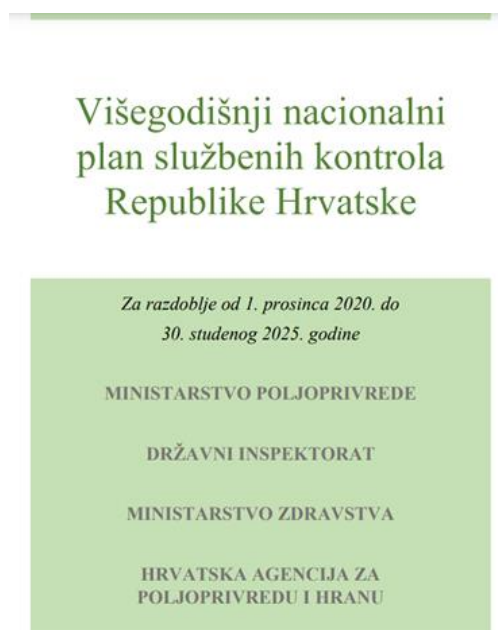 Višegodišnji nacionalni
plan službenih kontrola
Republike Hrvatske
Za razdoblje od 1. prosinca 2020. do
30. studenog 2025. godine
MINISTARSTVO POLJOPRIVREDE
DRŽAVNI INSPEKTORAT
MINISTARSTVO ZDRAVSTVA
HRVATSKA AGENCIJA ZA
POLJOPRIVREDU I HRANU